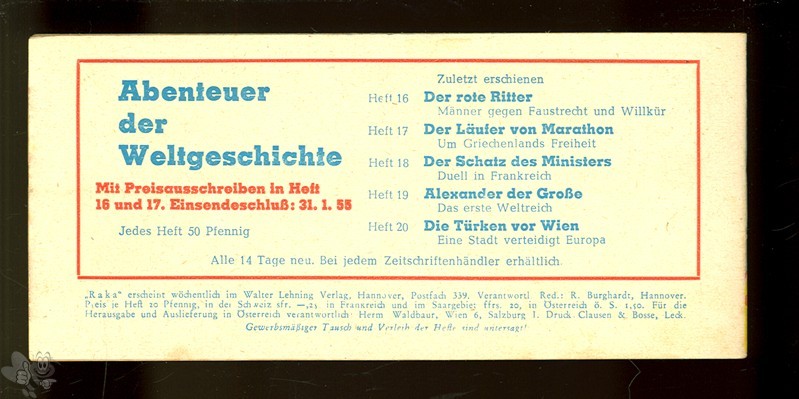 Abenteuer
der
Weltgeschichte
Mit Preisausschreiben in Heft
16 und 17. Einsendeschluß: 31. 1. 55
Jedes Heft 50 Pfennig
Zuletzt erschienen
Heft 16 Der rote Ritter
Männer gegen Faustrecht und Willkür
Heft 17 Der Läufer von Marathon
Um Griechenlands Freiheit
Heft 18 Der Schatz des Ministers
Duell in Frankreich
Heft 19 Alexander der Große
Das erste Weltreich
Heft 20 Die Türken vor Wien
Eine Stadt verteidigt Europa
Alle 14 Tage neu. Bei jedem Zeitschriftenhändler erhältlich.
„Raka“ erscheint wöchentlich im Walter Lehning Verlag, Hannover, Postfach 339. Verantwortl. Red.: R. Burghardt, Hannover.
Preis je Heft 20 Pfennig, in der Schweiz sfr. —,25 in Frankreich und im Saargebiet ffrs. 20, in Österreich ö. S. 1,50. Für die
Herausgabe und Auslieferung in Österreich verantwortlich: Herm Waldbaur, Wien 6, Salzburg 1. Druck Clausen & Bosse, Leck.
Gewerbsmäßiger Tausch und Verleih der Hefte sind untersagt!